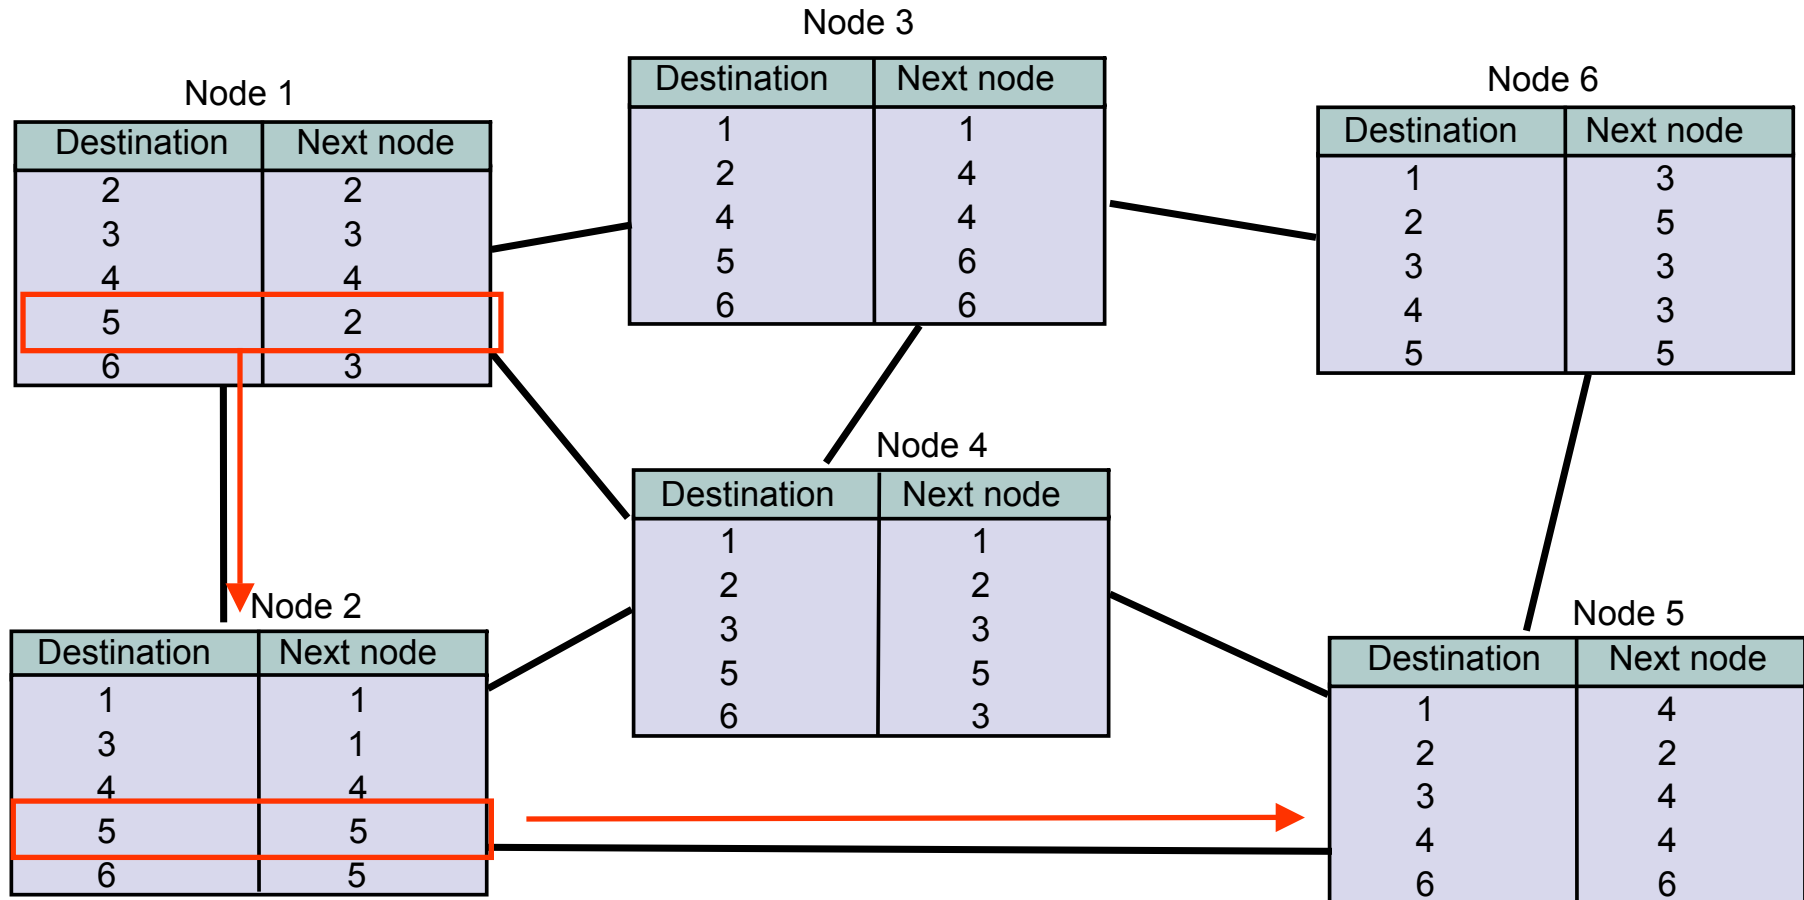 Node 3
Destination Next node
1 1
2 4
4 4
5 6
6 6
Node 1
Destination Next node
2 2
3 3
4 4
5 2
6 3
Node 6
Destination Next node
1 3
2 5
3 3
4 3
5 5
Node 4
Destination Next node
1 1
2 2
3 3
5 5
6 3
Node 2
Destination Next node
1 1
3 1
4 4
5 5
6 5
Node 5
Destination Next node
1 4
2 2
3 4
4 4
6 6